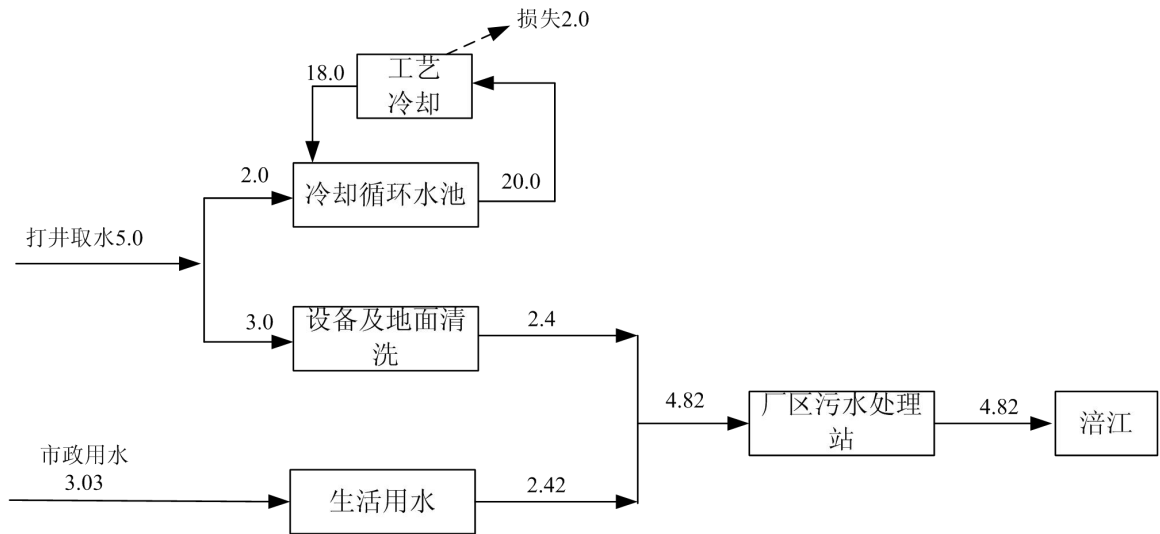 损失2.0
工艺
冷却
18.0
2.0
冷却循环水池
20.0
打井取水5.0
3.0
设备及地面清
洗
2.4
4.82
厂区污水处理
站
4.82
涪江
市政用水
3.03
生活用水
2.42